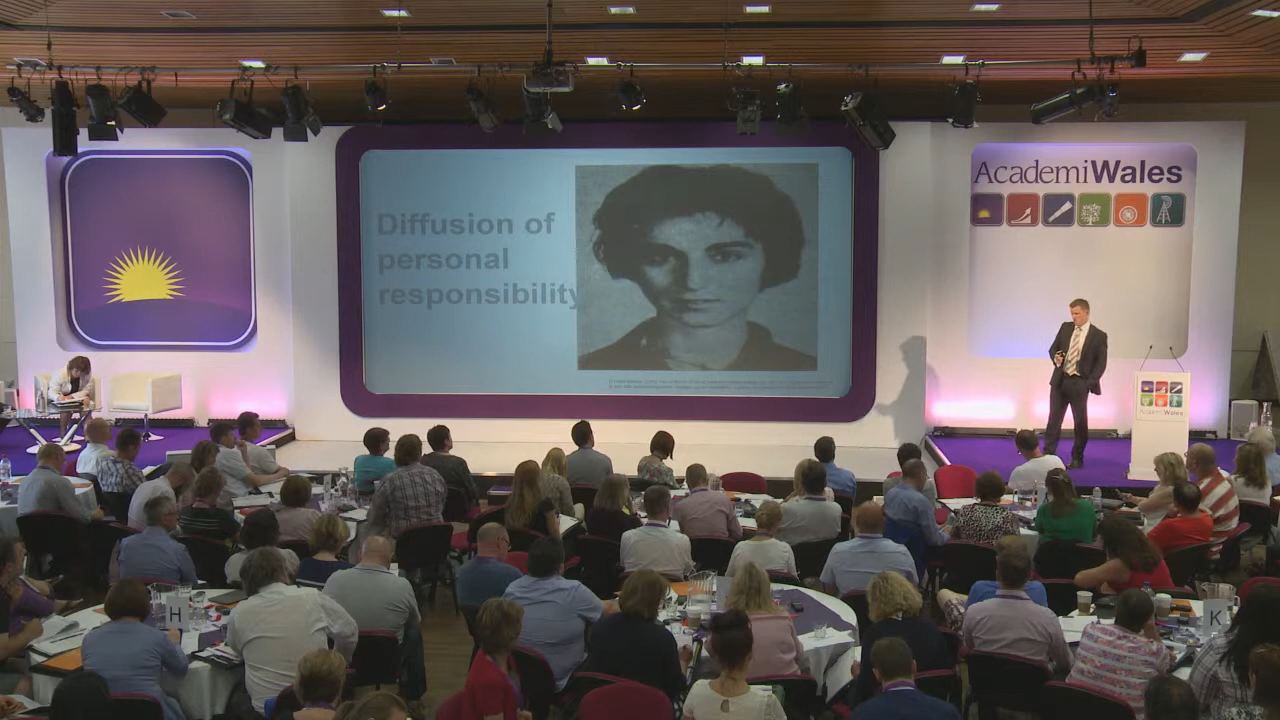 Diffusion of
personal
responsibility
AcademiWales
AcademiWales
H
K